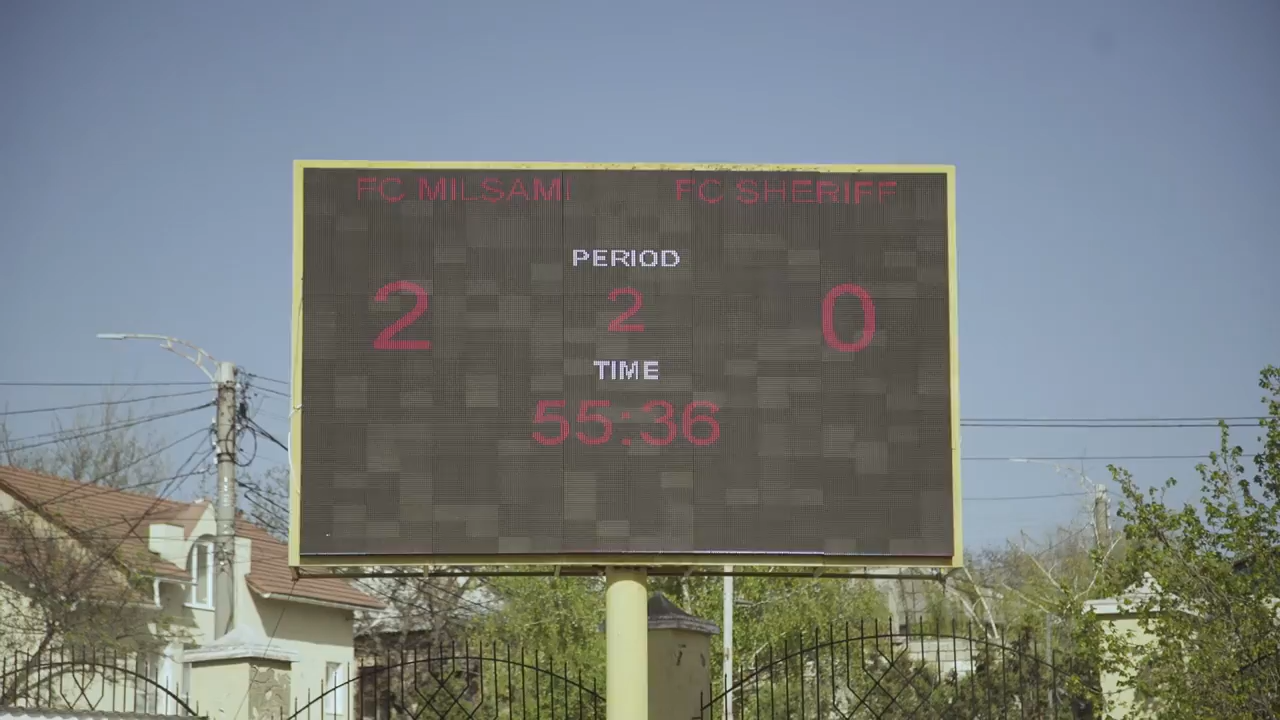 FC MILSAMI FC SHERIFF
PERIOD
2 2 0
TIME
55:36